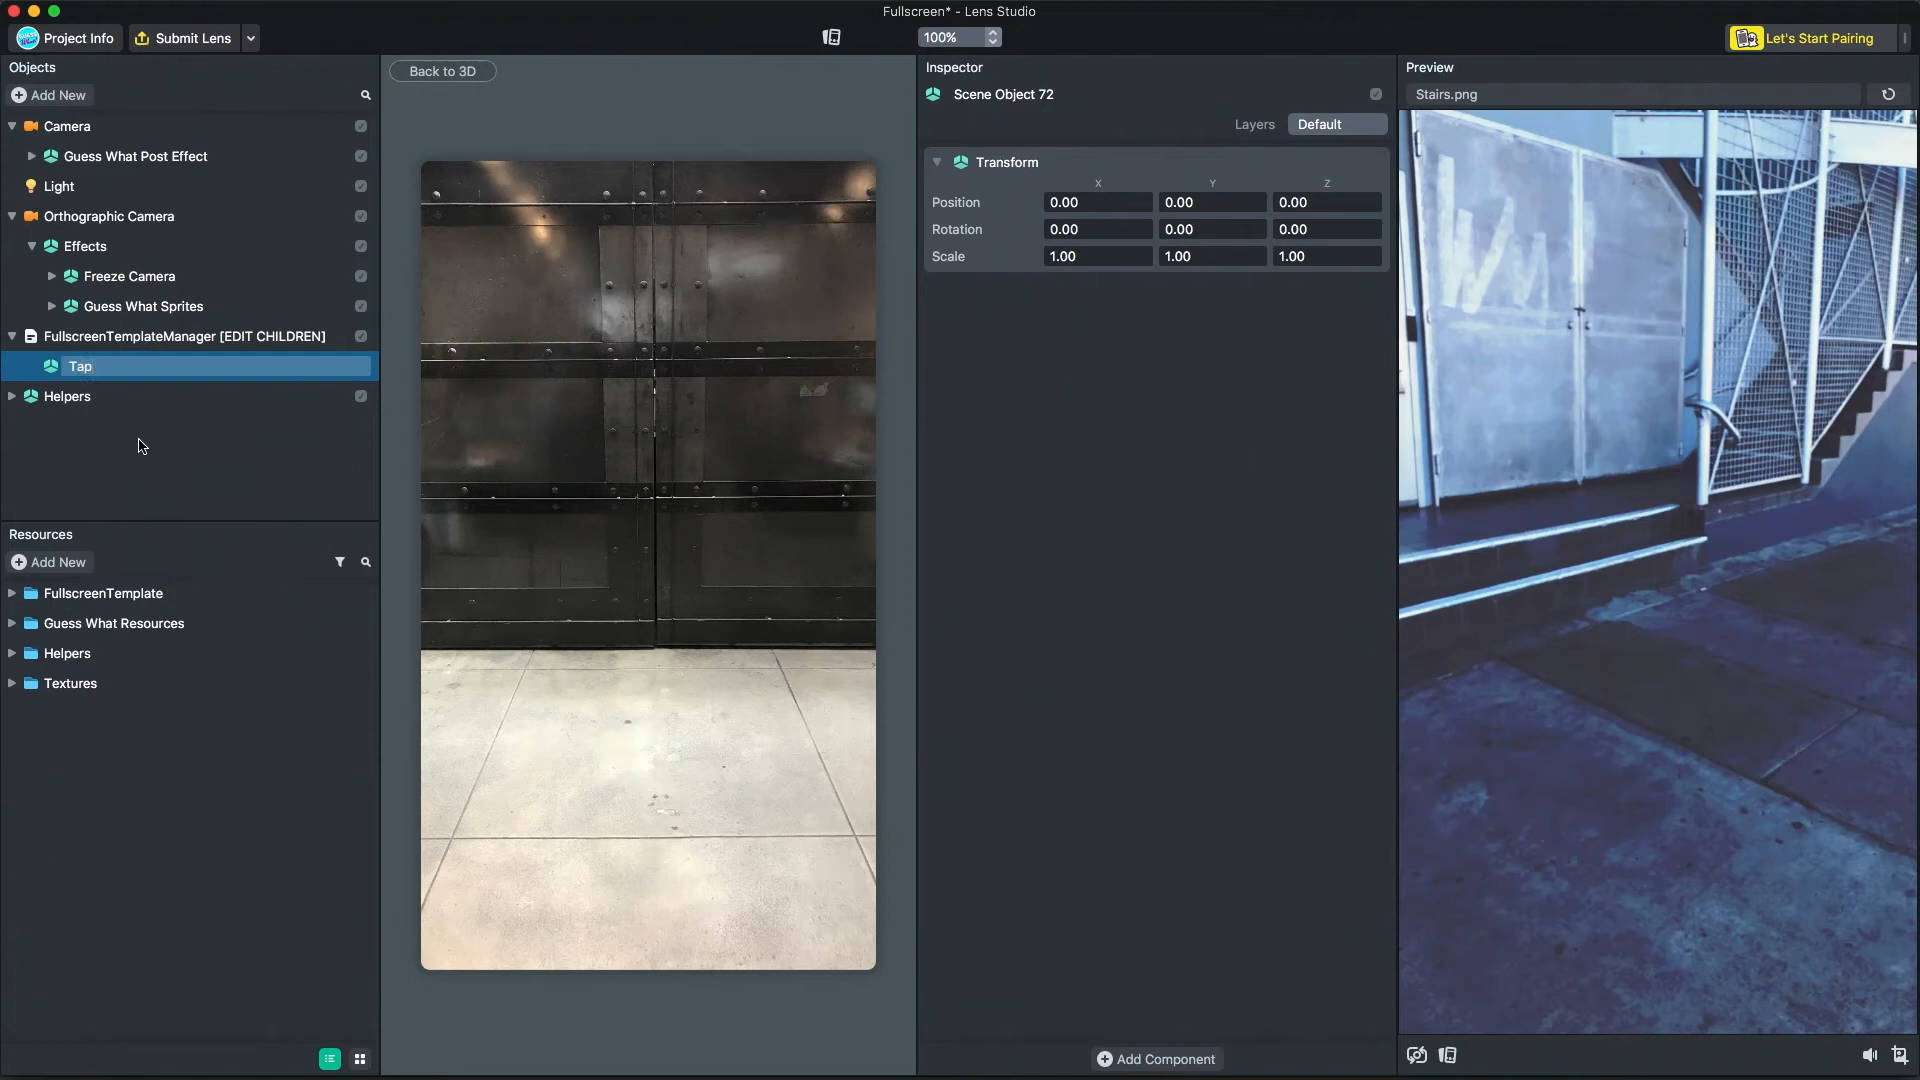 Fullscreen* - Lens Studio
Project Info
Submit Lens
100%
Let's Start Pairing
Objects
Add New
Camera
Guess What Post Effect
Light
Orthographic Camera
Effects
Freeze Camera
Guess What Sprites
FullscreenTemplateManager [EDIT CHILDREN]
Tap
Helpers
Resources
Add New
FullscreenTemplate
Guess What Resources
Helpers
Textures
Back to 3D
Inspector
Scene Object 72
Layers Default
Transform
X Y Z
Position 0.00 0.00 0.00
Rotation 0.00 0.00 0.00
Scale 1.00 1.00 1.00
Add Component
Preview
Stairs.png